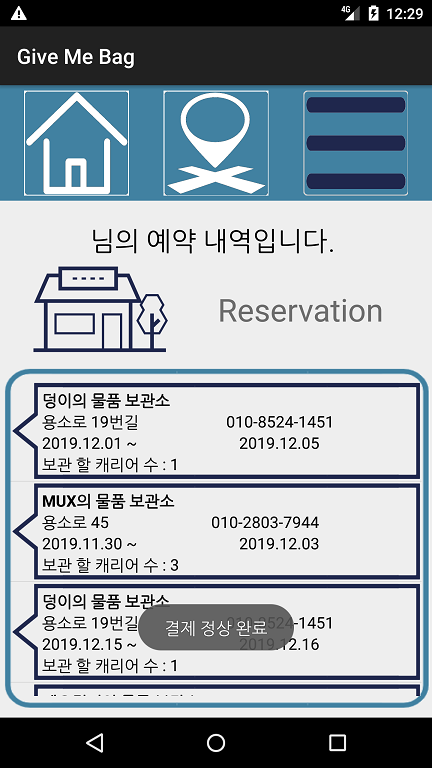 4G 12:29
Give Me Bag
님의 예약 내역입니다.
Reservation
덩이의 물품 보관소
용소로 19번길 010-8524-1451
2019.12.01 ~ 2019.12.05
보관 할 캐리어 수 : 1
MUX의 물품 보관소
용소로 45 010-2803-7944
2019.11.30 ~ 2019.12.03
보관 할 캐리어 수 : 3
덩이의 물품 보관소
용소로 19번길 010-8524-1451
2019.12.15 ~ 2019.12.16
결제 정상 완료
보관 할 캐리어 수 : 1